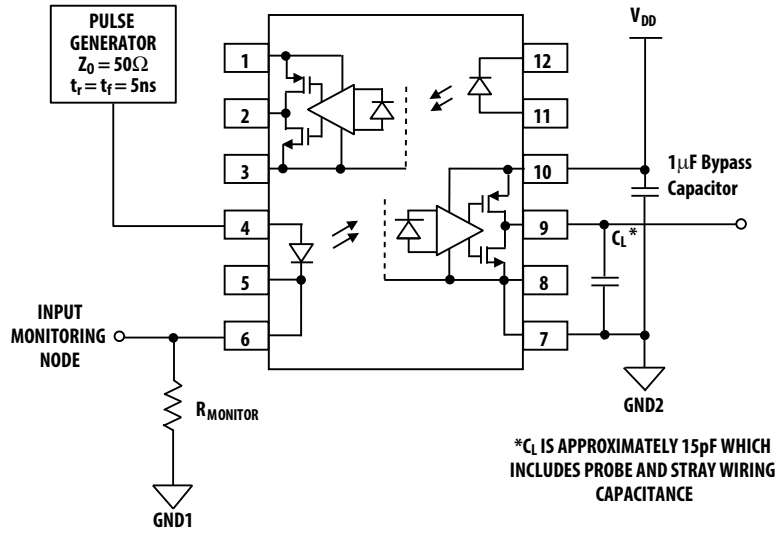 PULSE
GENERATOR
Z0 = 50Ω
tr = tf = 5ns
VDD
1
2
3
4
5
6
12
11
10
9
8
7
1μF Bypass
Capacitor
CL*
INPUT
MONITORING
NODE
RMONITOR
GND1
GND2
*CL IS APPROXIMATELY 15pF WHICH
INCLUDES PROBE AND STRAY WIRING
CAPACITANCE